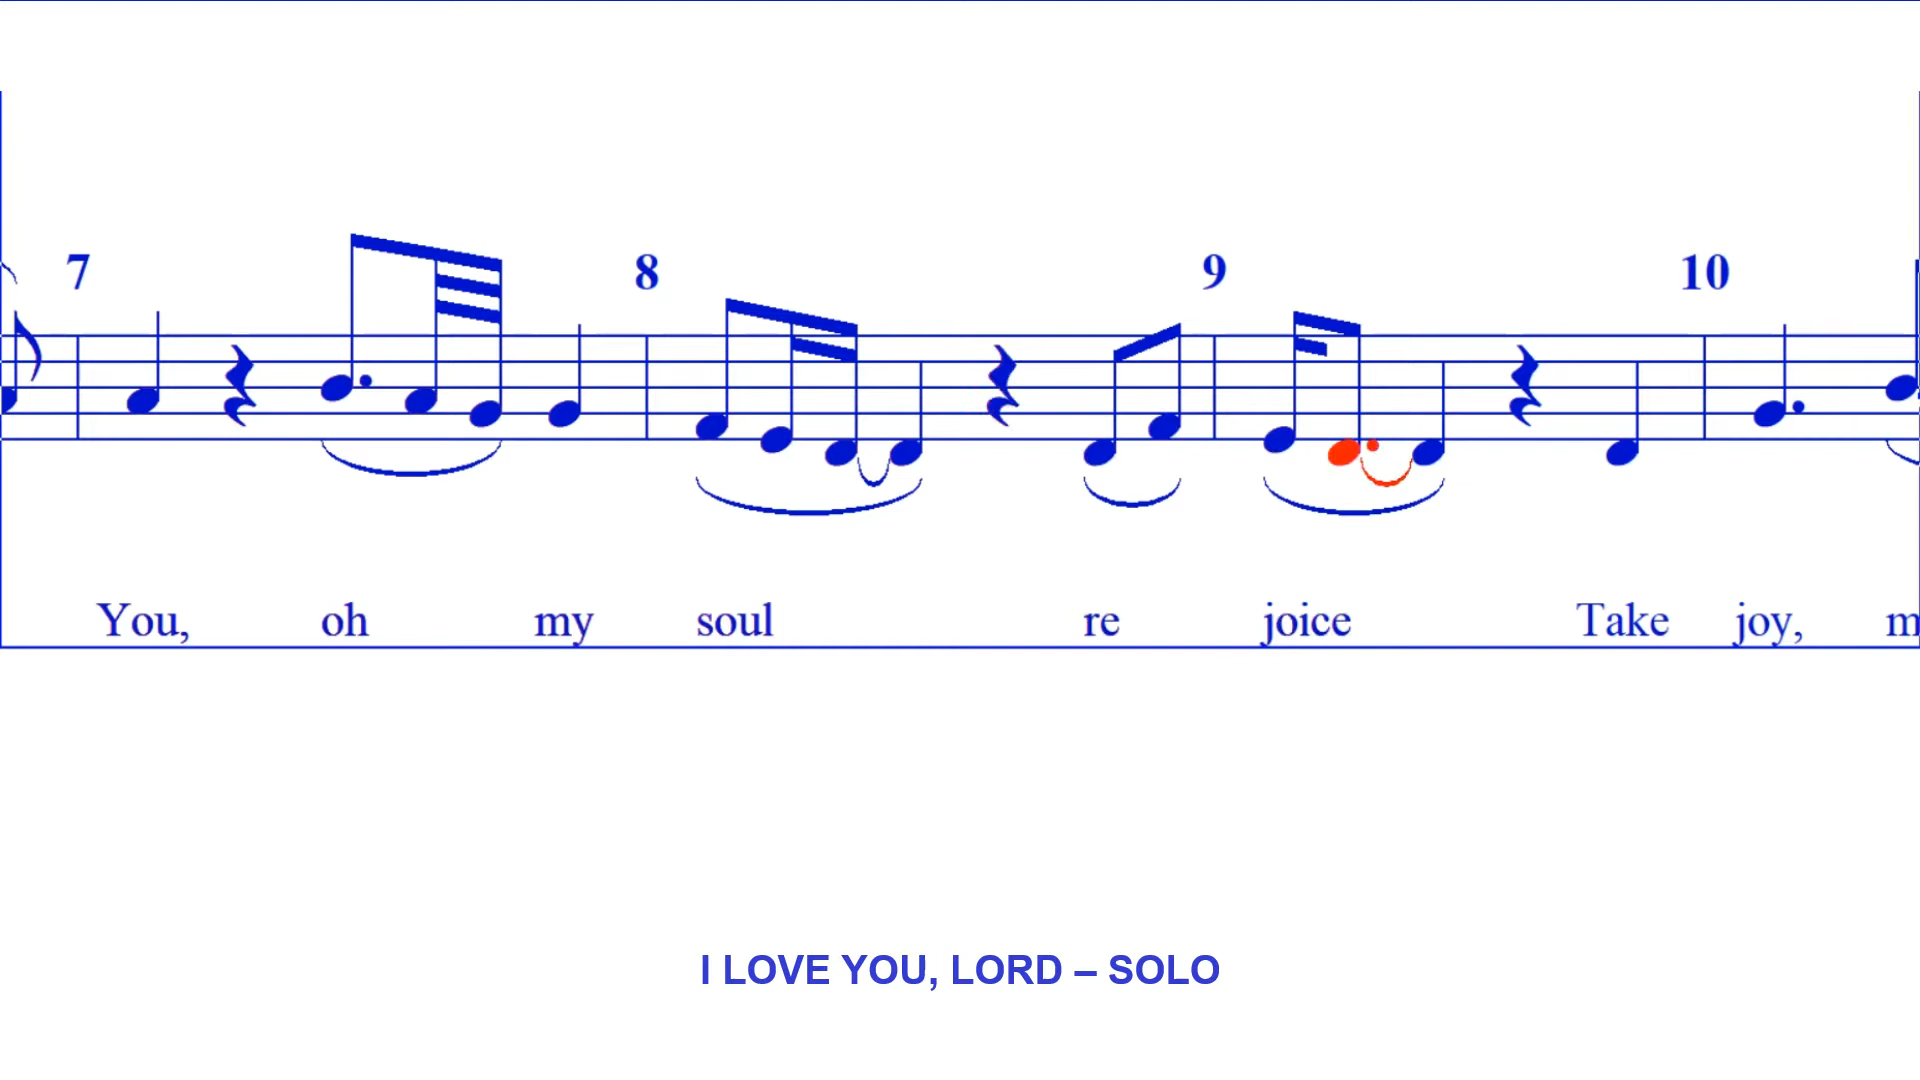 7 8 9 10
You, oh my soul re joice Take joy,
I LOVE YOU, LORD – SOLO